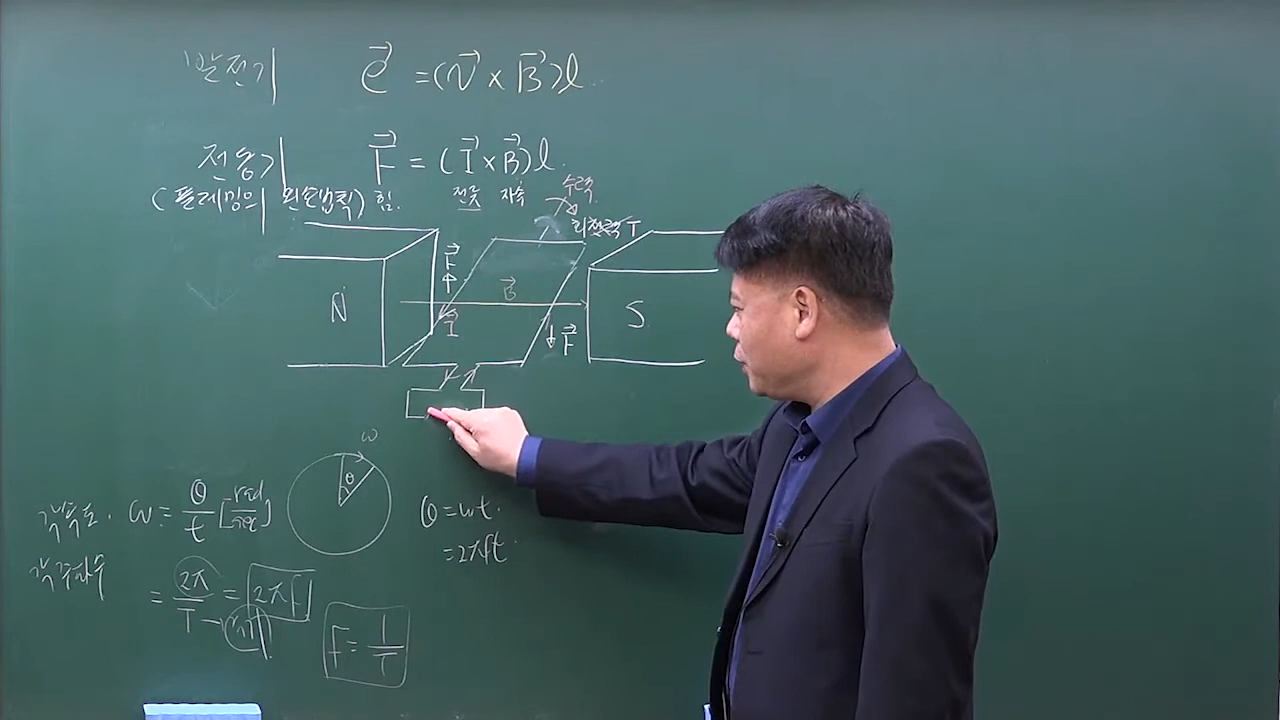 발전기 e⃗ = (v⃗ × B⃗)l
전동기 F⃗ = (I⃗ × B⃗)l.
(플레밍의 왼손법칙) 힘. 전류 자속
수력
회전력 T
F⃗
N B⃗ S
I⃗
F⃗
ω
θ
각속도. ω = θ/t [rad/sec]
θ = ωt.
= 2πft.
각주파수
= 2π/T = 2πf
f = 1/T